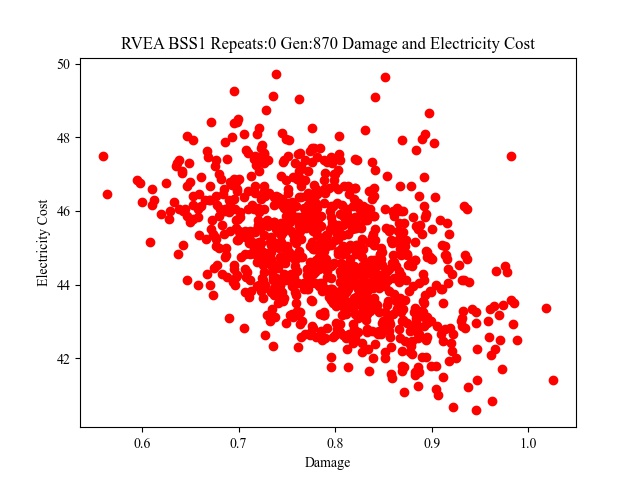 RVEA BSS1 Repeats:0 Gen:870 Damage and Electricity Cost
50
48
46
44
42
Electricity Cost
0.6 0.7 0.8 0.9 1.0
Damage